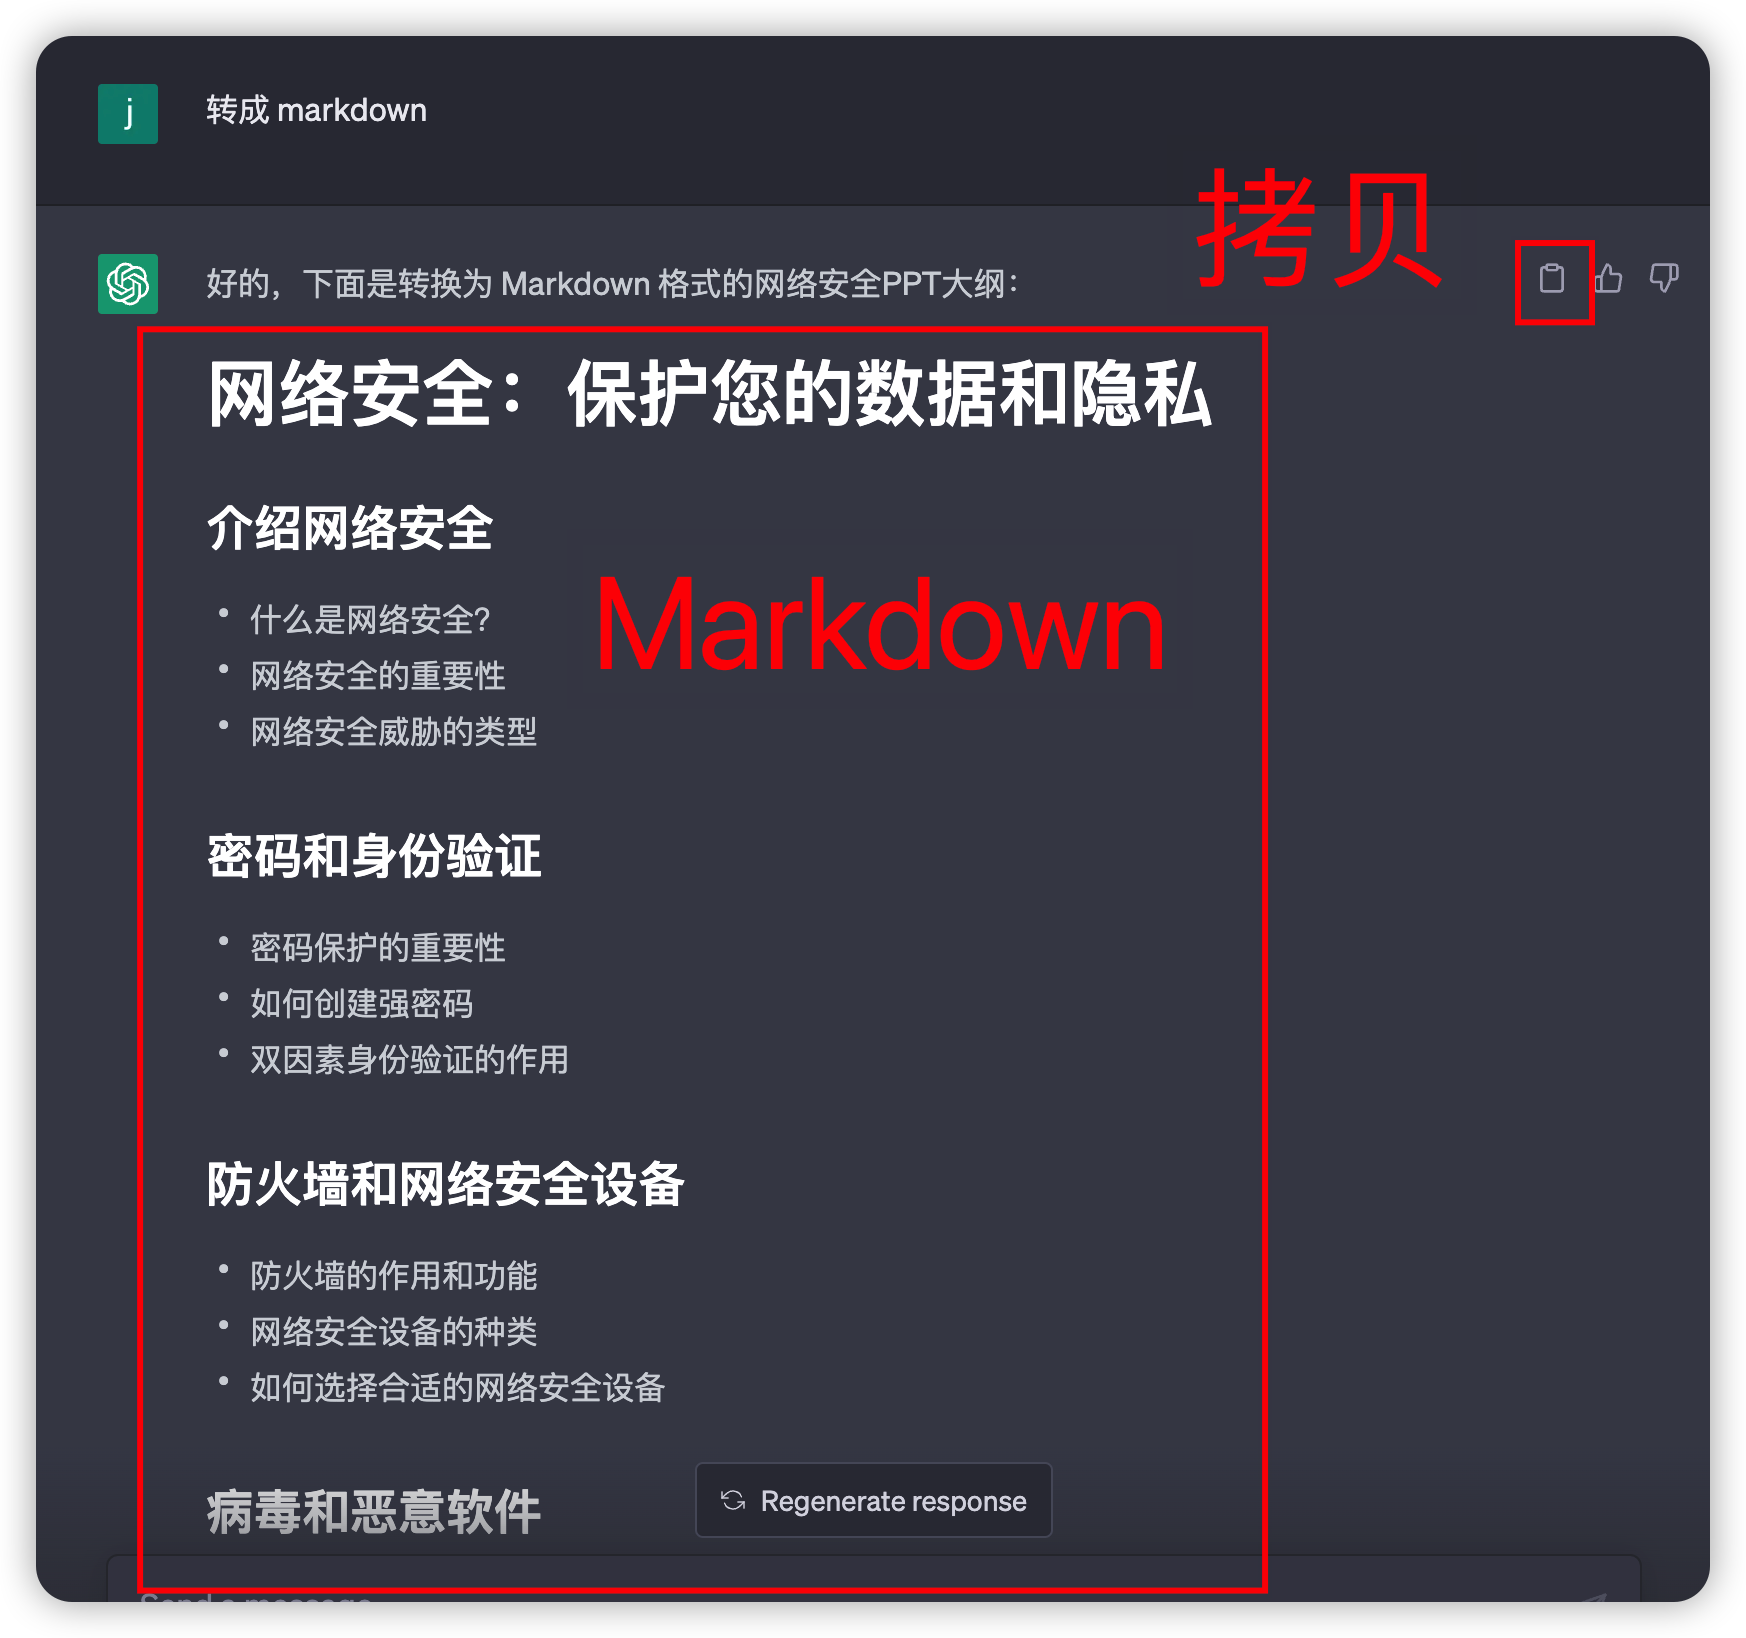 j
转成 markdown
拷贝
好的，下面是转换为 Markdown 格式的网络安全PPT大纲：
网络安全：保护您的数据和隐私
介绍网络安全
Markdown
• 什么是网络安全？
• 网络安全的重要性
• 网络安全威胁的类型
密码和身份验证
• 密码保护的重要性
• 如何创建强密码
• 双因素身份验证的作用
防火墙和网络安全设备
• 防火墙的作用和功能
• 网络安全设备的种类
• 如何选择合适的网络安全设备
病毒和恶意软件
Regenerate response
Send a message